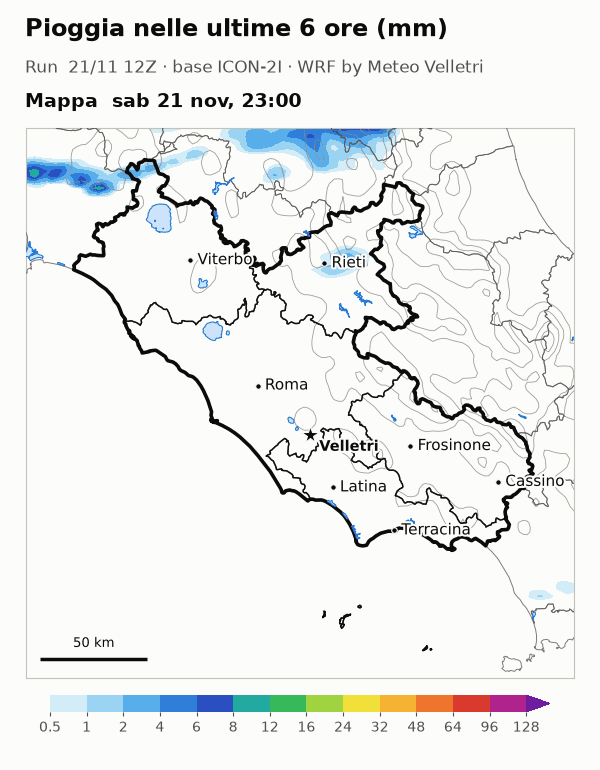 Pioggia nelle ultime 6 ore (mm)
Run  21/11 12Z · base ICON-2I · WRF by Meteo Velletri
Mappa  sab 21 nov, 23:00
Viterbo
Rieti
Roma
Velletri
Frosinone
Cassino
Latina
Terracina
50 km
0.5 1 2 4 6 8 12 16 24 32 48 64 96 128